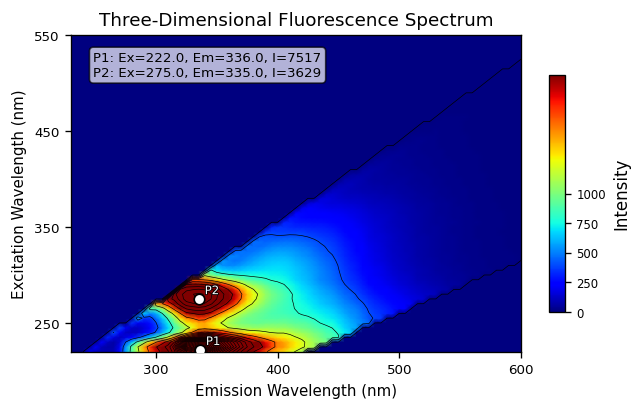 Three-Dimensional Fluorescence Spectrum
P1: Ex=222.0, Em=336.0, I=7517
P2: Ex=275.0, Em=335.0, I=3629
550
450
350
250
Excitation Wavelength (nm)
P2
P1
300
400
500
600
Emission Wavelength (nm)
1000
750
500
250
0
Intensity